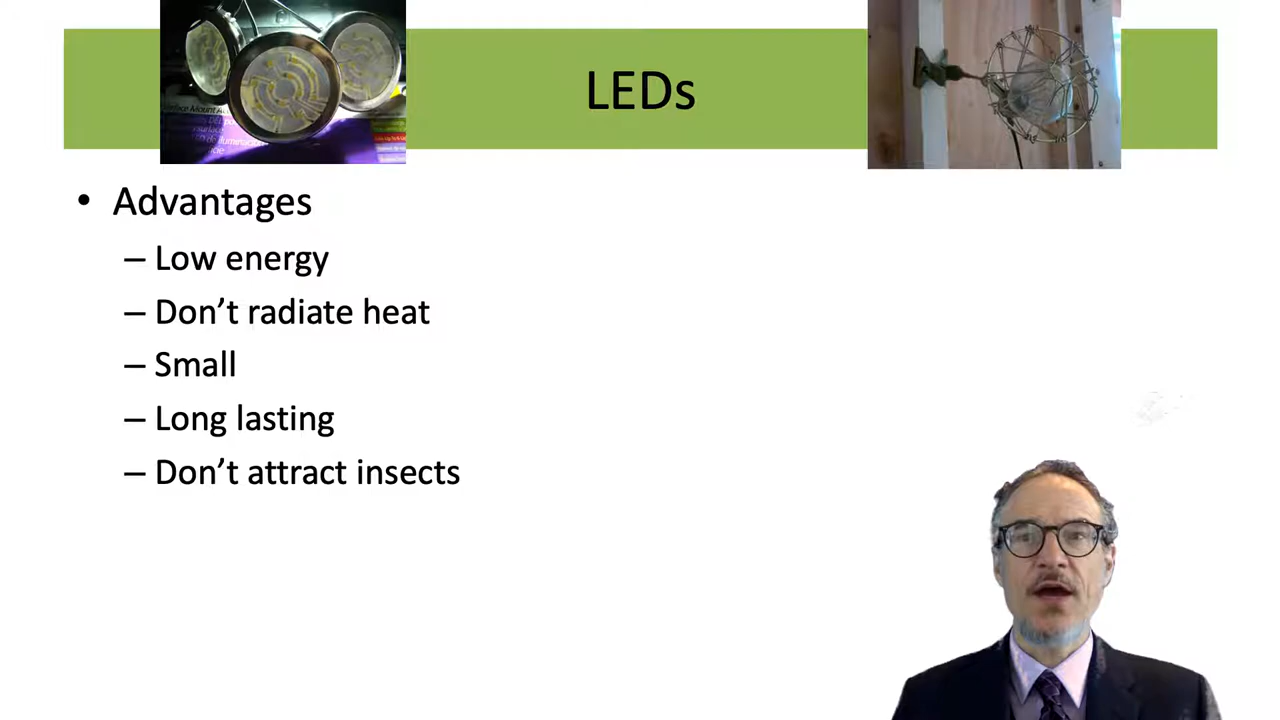 LEDs
• Advantages
– Low energy
– Don’t radiate heat
– Small
– Long lasting
– Don’t attract insects